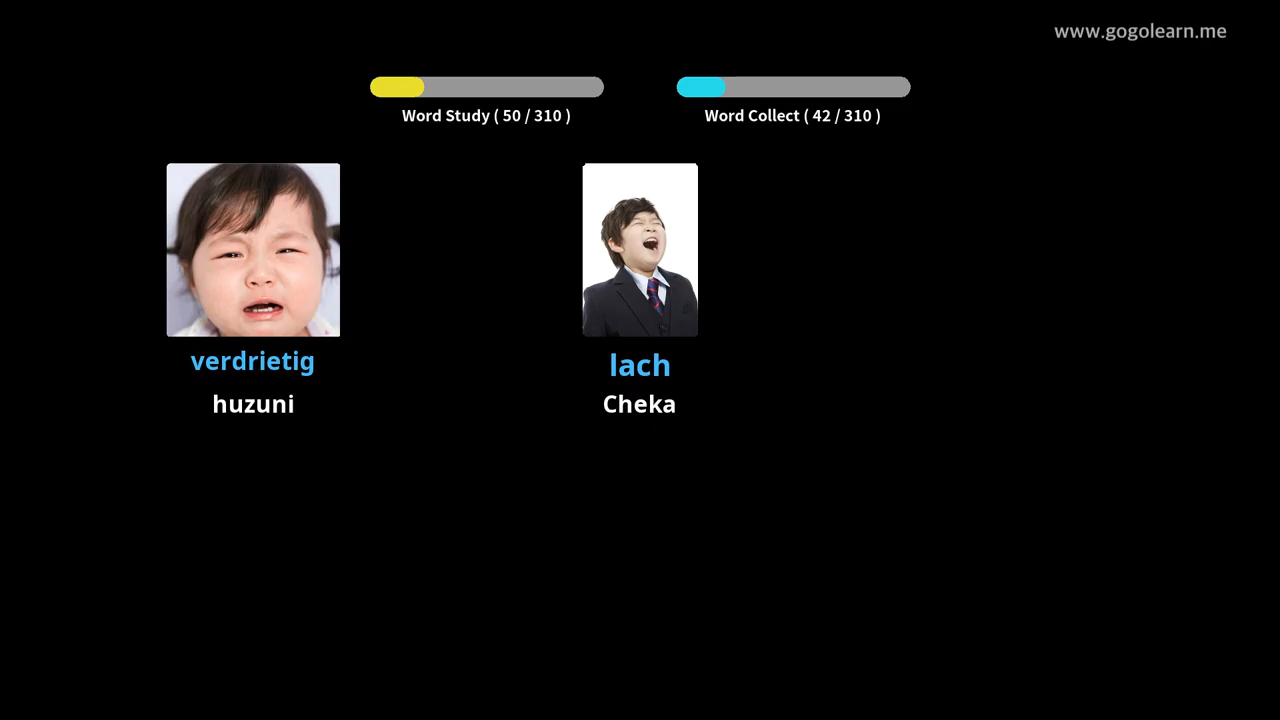 www.gogolearn.me
Word Study ( 50 / 310 )
Word Collect ( 42 / 310 )
verdrietig
huzuni
lach
Cheka